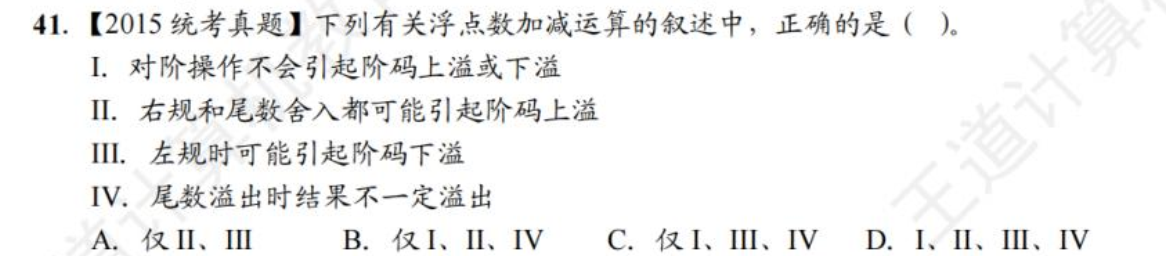 41. 【2015 统考真题】下列有关浮点数加减运算的叙述中，正确的是（ ）。
I. 对阶操作不会引起阶码上溢或下溢
II. 右规和尾数舍入都可能引起阶码上溢
III. 左规时可能引起阶码下溢
IV. 尾数溢出时结果不一定溢出
A. 仅 II、III B. 仅 I、II、IV C. 仅 I、III、IV D. I、II、III、IV
王道计算机